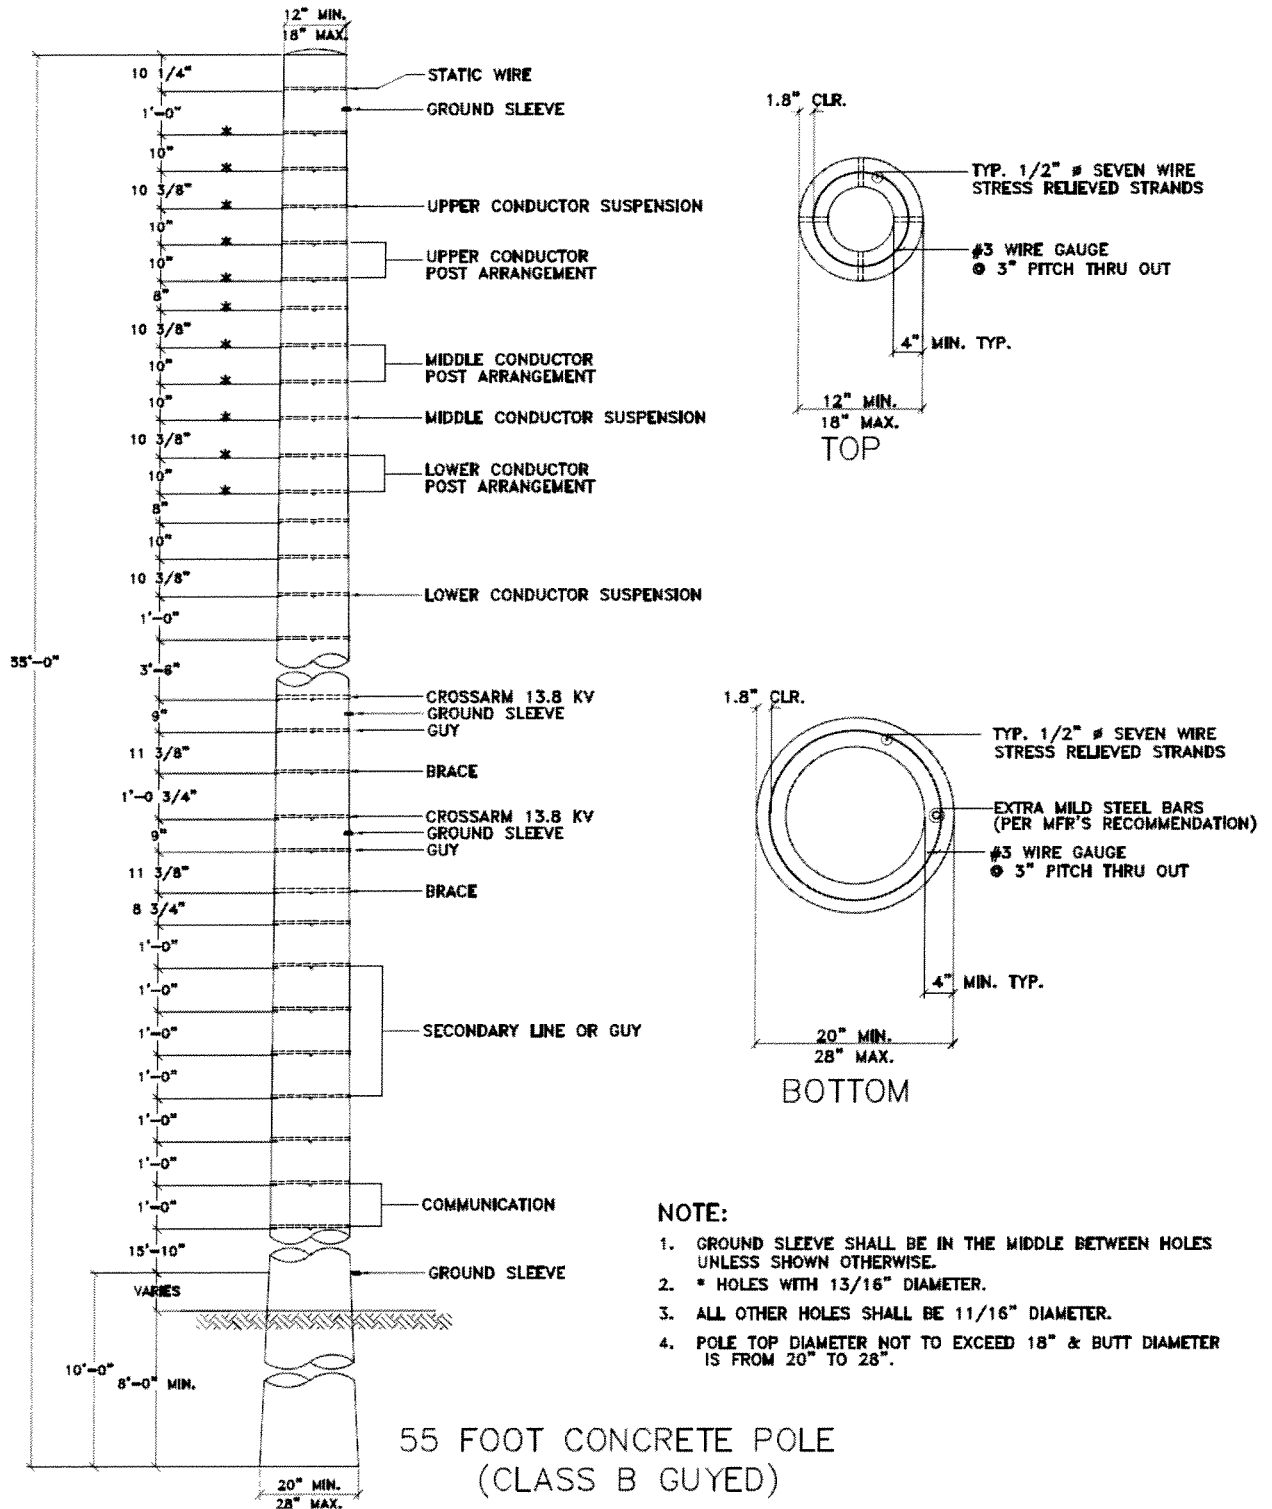 12" MIN.
18" MAX.
10 1/4"
STATIC WIRE
GROUND SLEEVE
1'-0"
*
10"
*
10 3/8"
*
UPPER CONDUCTOR SUSPENSION
10"
*
UPPER CONDUCTOR
POST ARRANGEMENT
10"
*
8"
*
10 3/8"
*
MIDDLE CONDUCTOR
POST ARRANGEMENT
10"
*
10"
*
MIDDLE CONDUCTOR SUSPENSION
10 3/8"
*
LOWER CONDUCTOR
POST ARRANGEMENT
10"
*
8"
10"
10 3/8"
LOWER CONDUCTOR SUSPENSION
1'-0"
55'-0"
3'-6"
CROSSARM 13.8 KV
GROUND SLEEVE
9"
GUY
11 3/8"
BRACE
1'-0 3/4"
CROSSARM 13.8 KV
GROUND SLEEVE
9"
GUY
11 3/8"
BRACE
8 3/4"
1'-0"
1'-0"
1'-0"
SECONDARY LINE OR GUY
1'-0"
1'-0"
1'-0"
1'-0"
COMMUNICATION
15'-10"
GROUND SLEEVE
VARIES
10'-0"
8'-0" MIN.
20" MIN.
28" MAX.
1.8" CLR.
TYP. 1/2" ø SEVEN WIRE
STRESS RELIEVED STRANDS
#3 WIRE GAUGE
@ 3" PITCH THRU OUT
4" MIN. TYP.
12" MIN.
18" MAX.
TOP
1.8" CLR.
TYP. 1/2" ø SEVEN WIRE
STRESS RELIEVED STRANDS
EXTRA MILD STEEL BARS
(PER MFR'S RECOMMENDATION)
#3 WIRE GAUGE
@ 3" PITCH THRU OUT
4" MIN. TYP.
20" MIN.
28" MAX.
BOTTOM
NOTE:
1. GROUND SLEEVE SHALL BE IN THE MIDDLE BETWEEN HOLES
UNLESS SHOWN OTHERWISE.
2. * HOLES WITH 13/16" DIAMETER.
3. ALL OTHER HOLES SHALL BE 11/16" DIAMETER.
4. POLE TOP DIAMETER NOT TO EXCEED 18" & BUTT DIAMETER
IS FROM 20" TO 28".
55 FOOT CONCRETE POLE
(CLASS B GUYED)